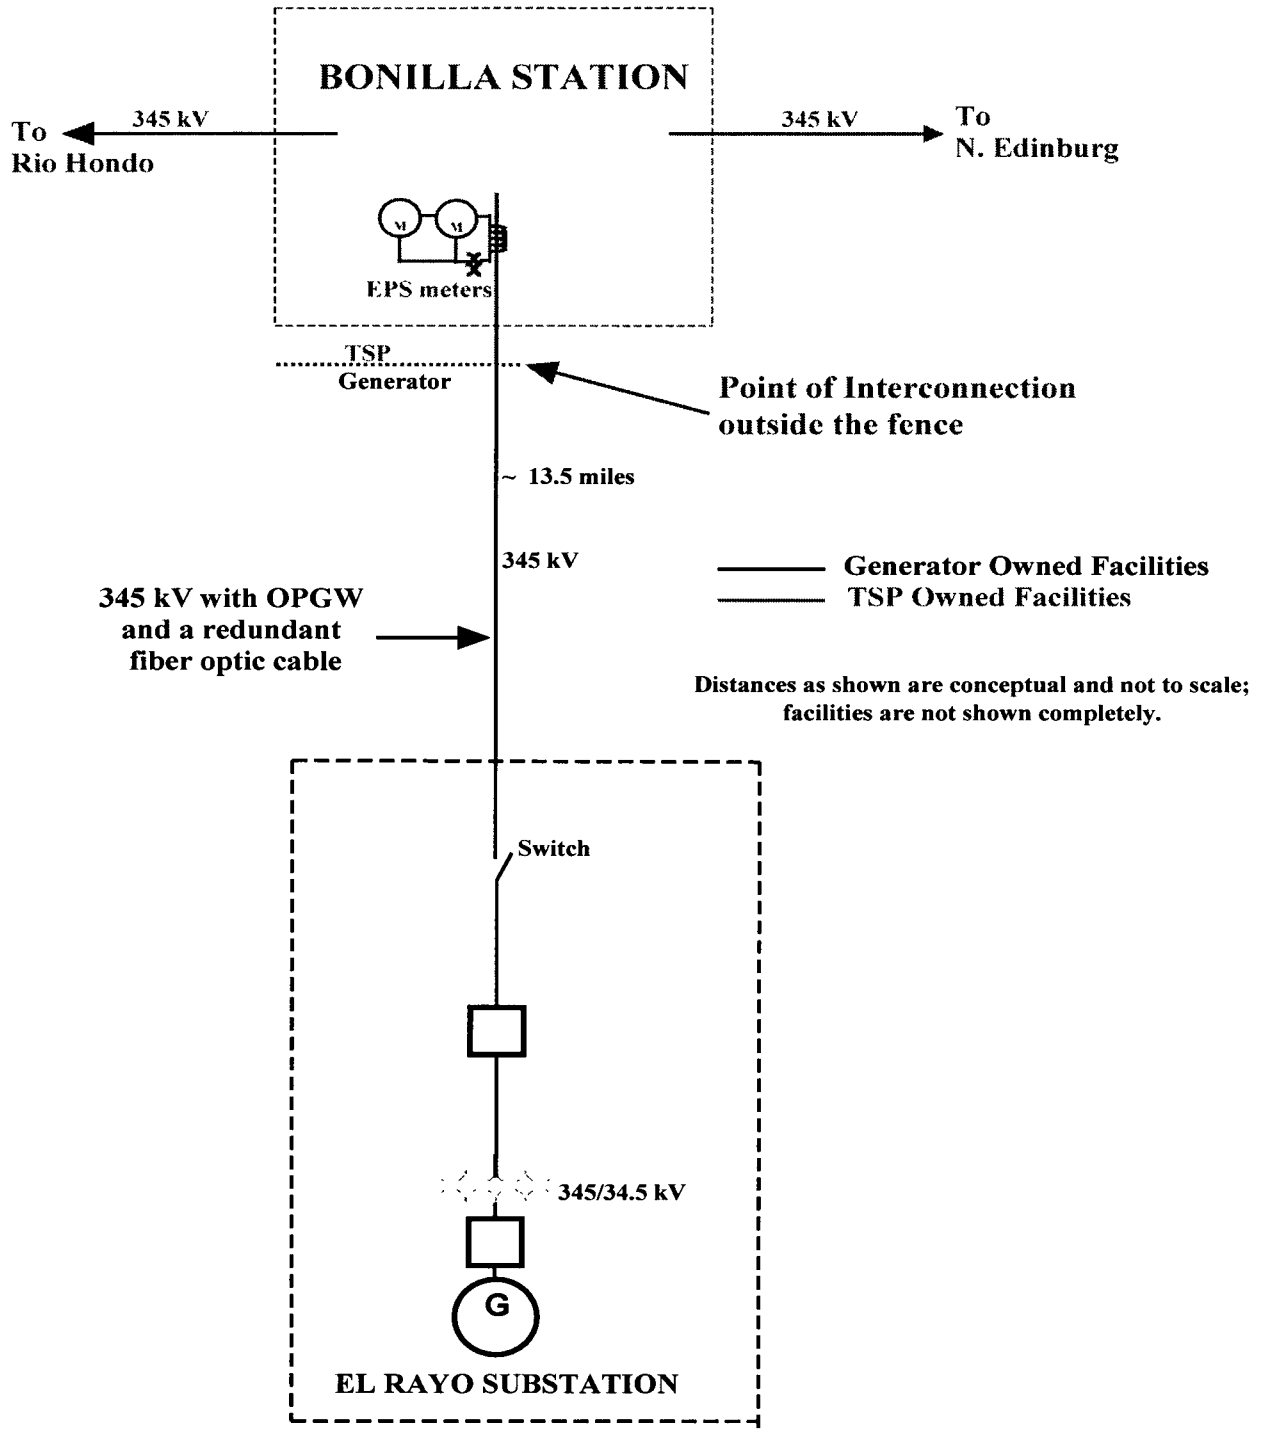 BONILLA STATION
345 kV
345 kV
To
Rio Hondo
To
N. Edinburg
M
M
EPS meters
TSP
Generator
Point of Interconnection
outside the fence
~ 13.5 miles
345 kV
Generator Owned Facilities
TSP Owned Facilities
345 kV with OPGW
and a redundant
fiber optic cable
Distances as shown are conceptual and not to scale;
facilities are not shown completely.
Switch
345/34.5 kV
G
EL RAYO SUBSTATION